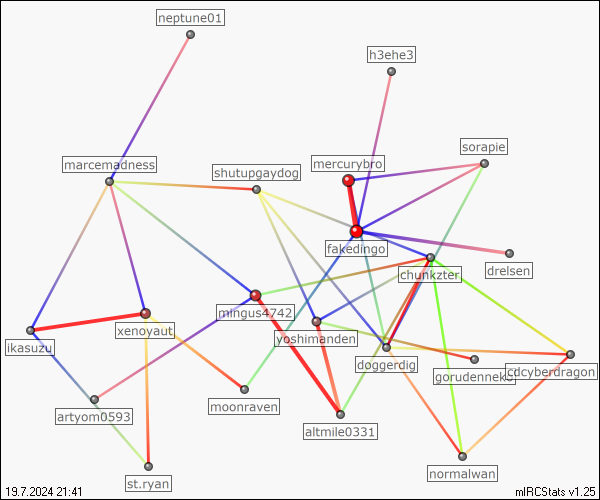 neptune01
h3ehe3
sorapie
mercurybro
marcemadness
shutupgaydog
fakedingo
drelsen
chunkzter
mingus4742
xenoyaut
yoshimanden
ikasuzu
doggerdig
gorudenneko
cdcyberdragon
moonraven
artyom0593
altmile0331
normalwan
st.ryan
19.7.2024 21:41
mIRCStats v1.25